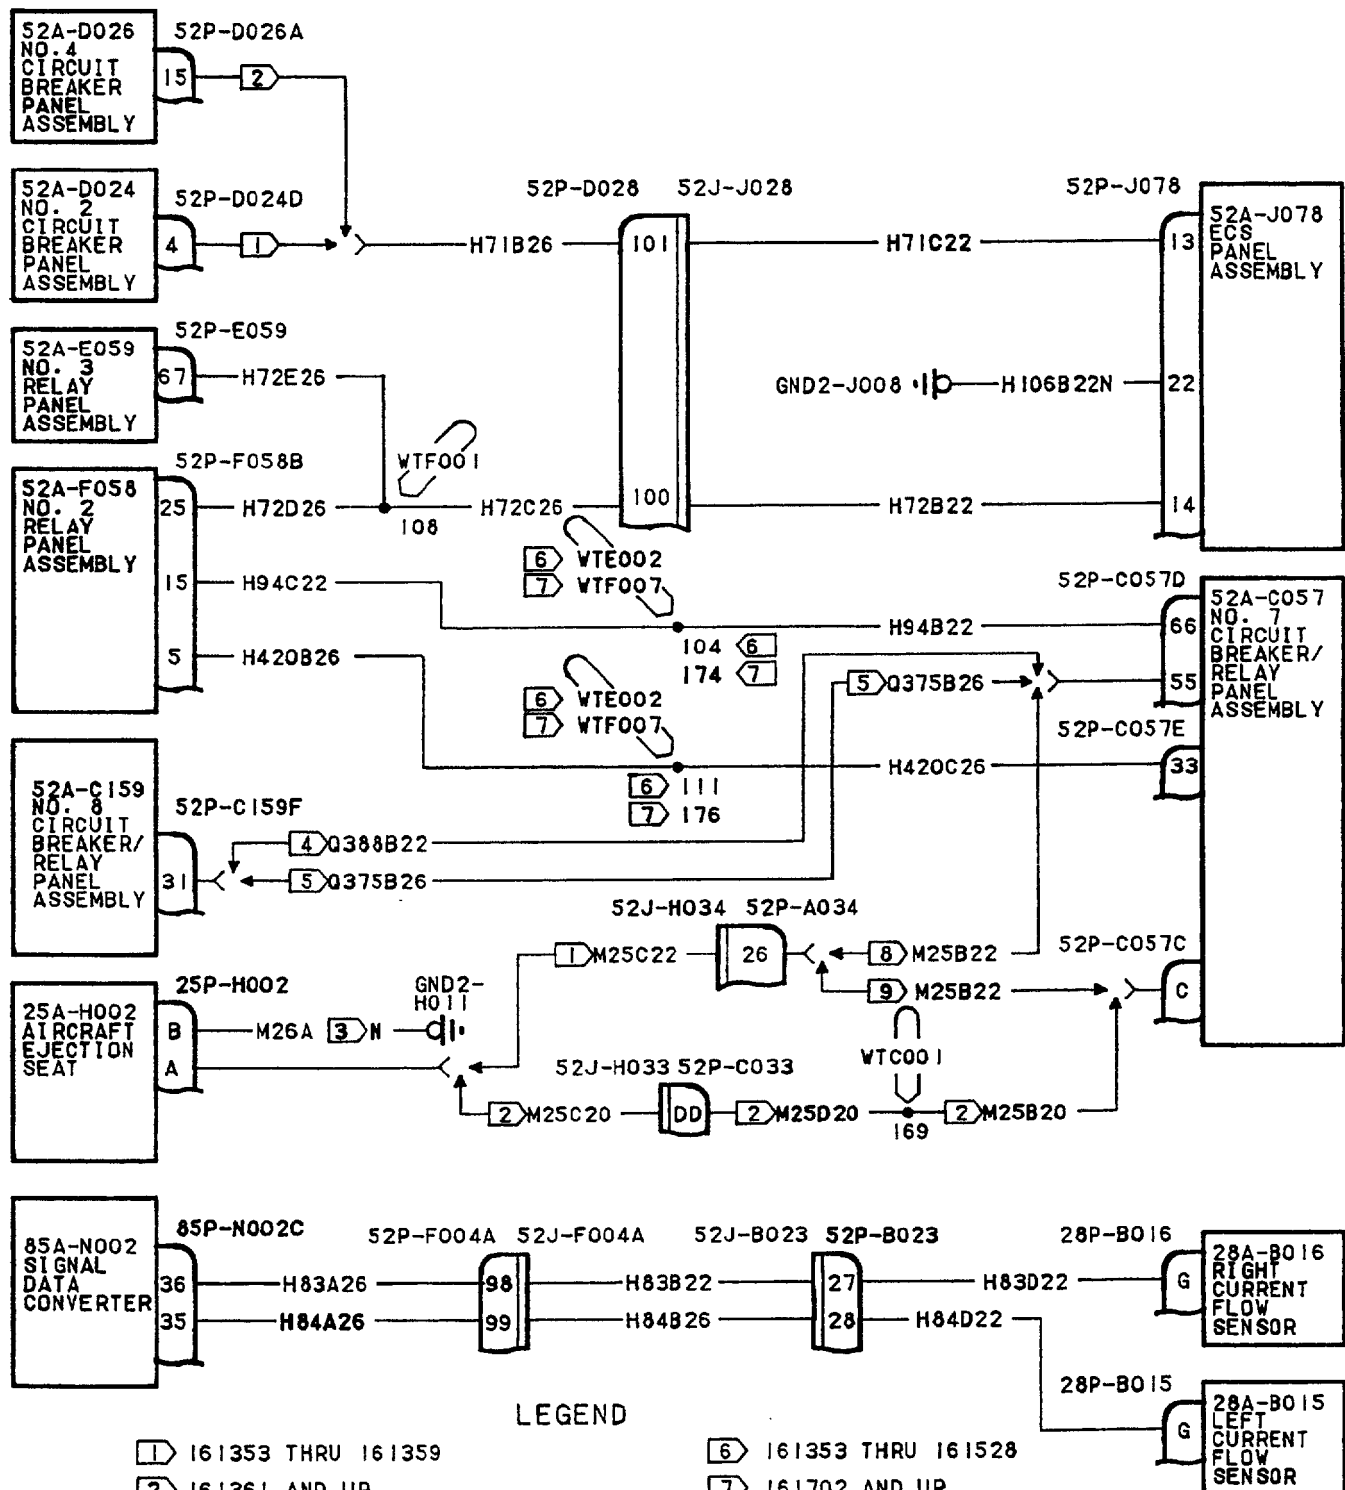 52A-D026
NO. 4
CIRCUIT
BREAKER
PANEL
ASSEMBLY
52P-D026A
15
2
52A-D024
NO. 2
CIRCUIT
BREAKER
PANEL
ASSEMBLY
52P-D024D
4
1
H71B26
52P-D028
52J-J028
101
H71C22
52P-J078
13
52A-J078
ECS
PANEL
ASSEMBLY
52A-E059
NO. 3
RELAY
PANEL
ASSEMBLY
52P-E059
67
H72E26
GND2-J008
H106B22N
22
WTF001
52A-F058
NO. 2
RELAY
PANEL
ASSEMBLY
52P-F058B
25
H72D26
108
H72C26
100
H72B22
14
6 WTE002
7 WTF007
15
H94C22
104 6
174 7
H94B22
52P-C057D
66
52A-C057
NO. 7
CIRCUIT
BREAKER/
RELAY
PANEL
ASSEMBLY
5
H420B26
5 Q375B26
55
6 WTE002
7 WTF007
52P-C057E
H420C26
33
6 111
7 176
52A-C159
NO. 8
CIRCUIT
BREAKER/
RELAY
PANEL
ASSEMBLY
52P-C159F
31
4 Q388B22
5 Q375B26
52J-H034
52P-A034
1 M25C22
26
8 M25B22
9 M25B22
52P-C057C
C
25A-H002
AIRCRAFT
EJECTION
SEAT
25P-H002
B
M26A 3 N
GND2-
H011
A
WTC001
52J-H033
52P-C033
2 M25C20
DD
2 M25D20
169
2 M25B20
85A-N002
SIGNAL
DATA
CONVERTER
85P-N002C
36
H83A26
35
H84A26
52P-F004A
52J-F004A
98
99
H83B22
H84B26
52J-B023
52P-B023
27
28
H83D22
H84D22
28P-B016
G
28A-B016
RIGHT
CURRENT
FLOW
SENSOR
28P-B015
G
28A-B015
LEFT
CURRENT
FLOW
SENSOR
LEGEND
1 161353 THRU 161359
6 161353 THRU 161528
2 161361 AND UP
7 161702 AND UP